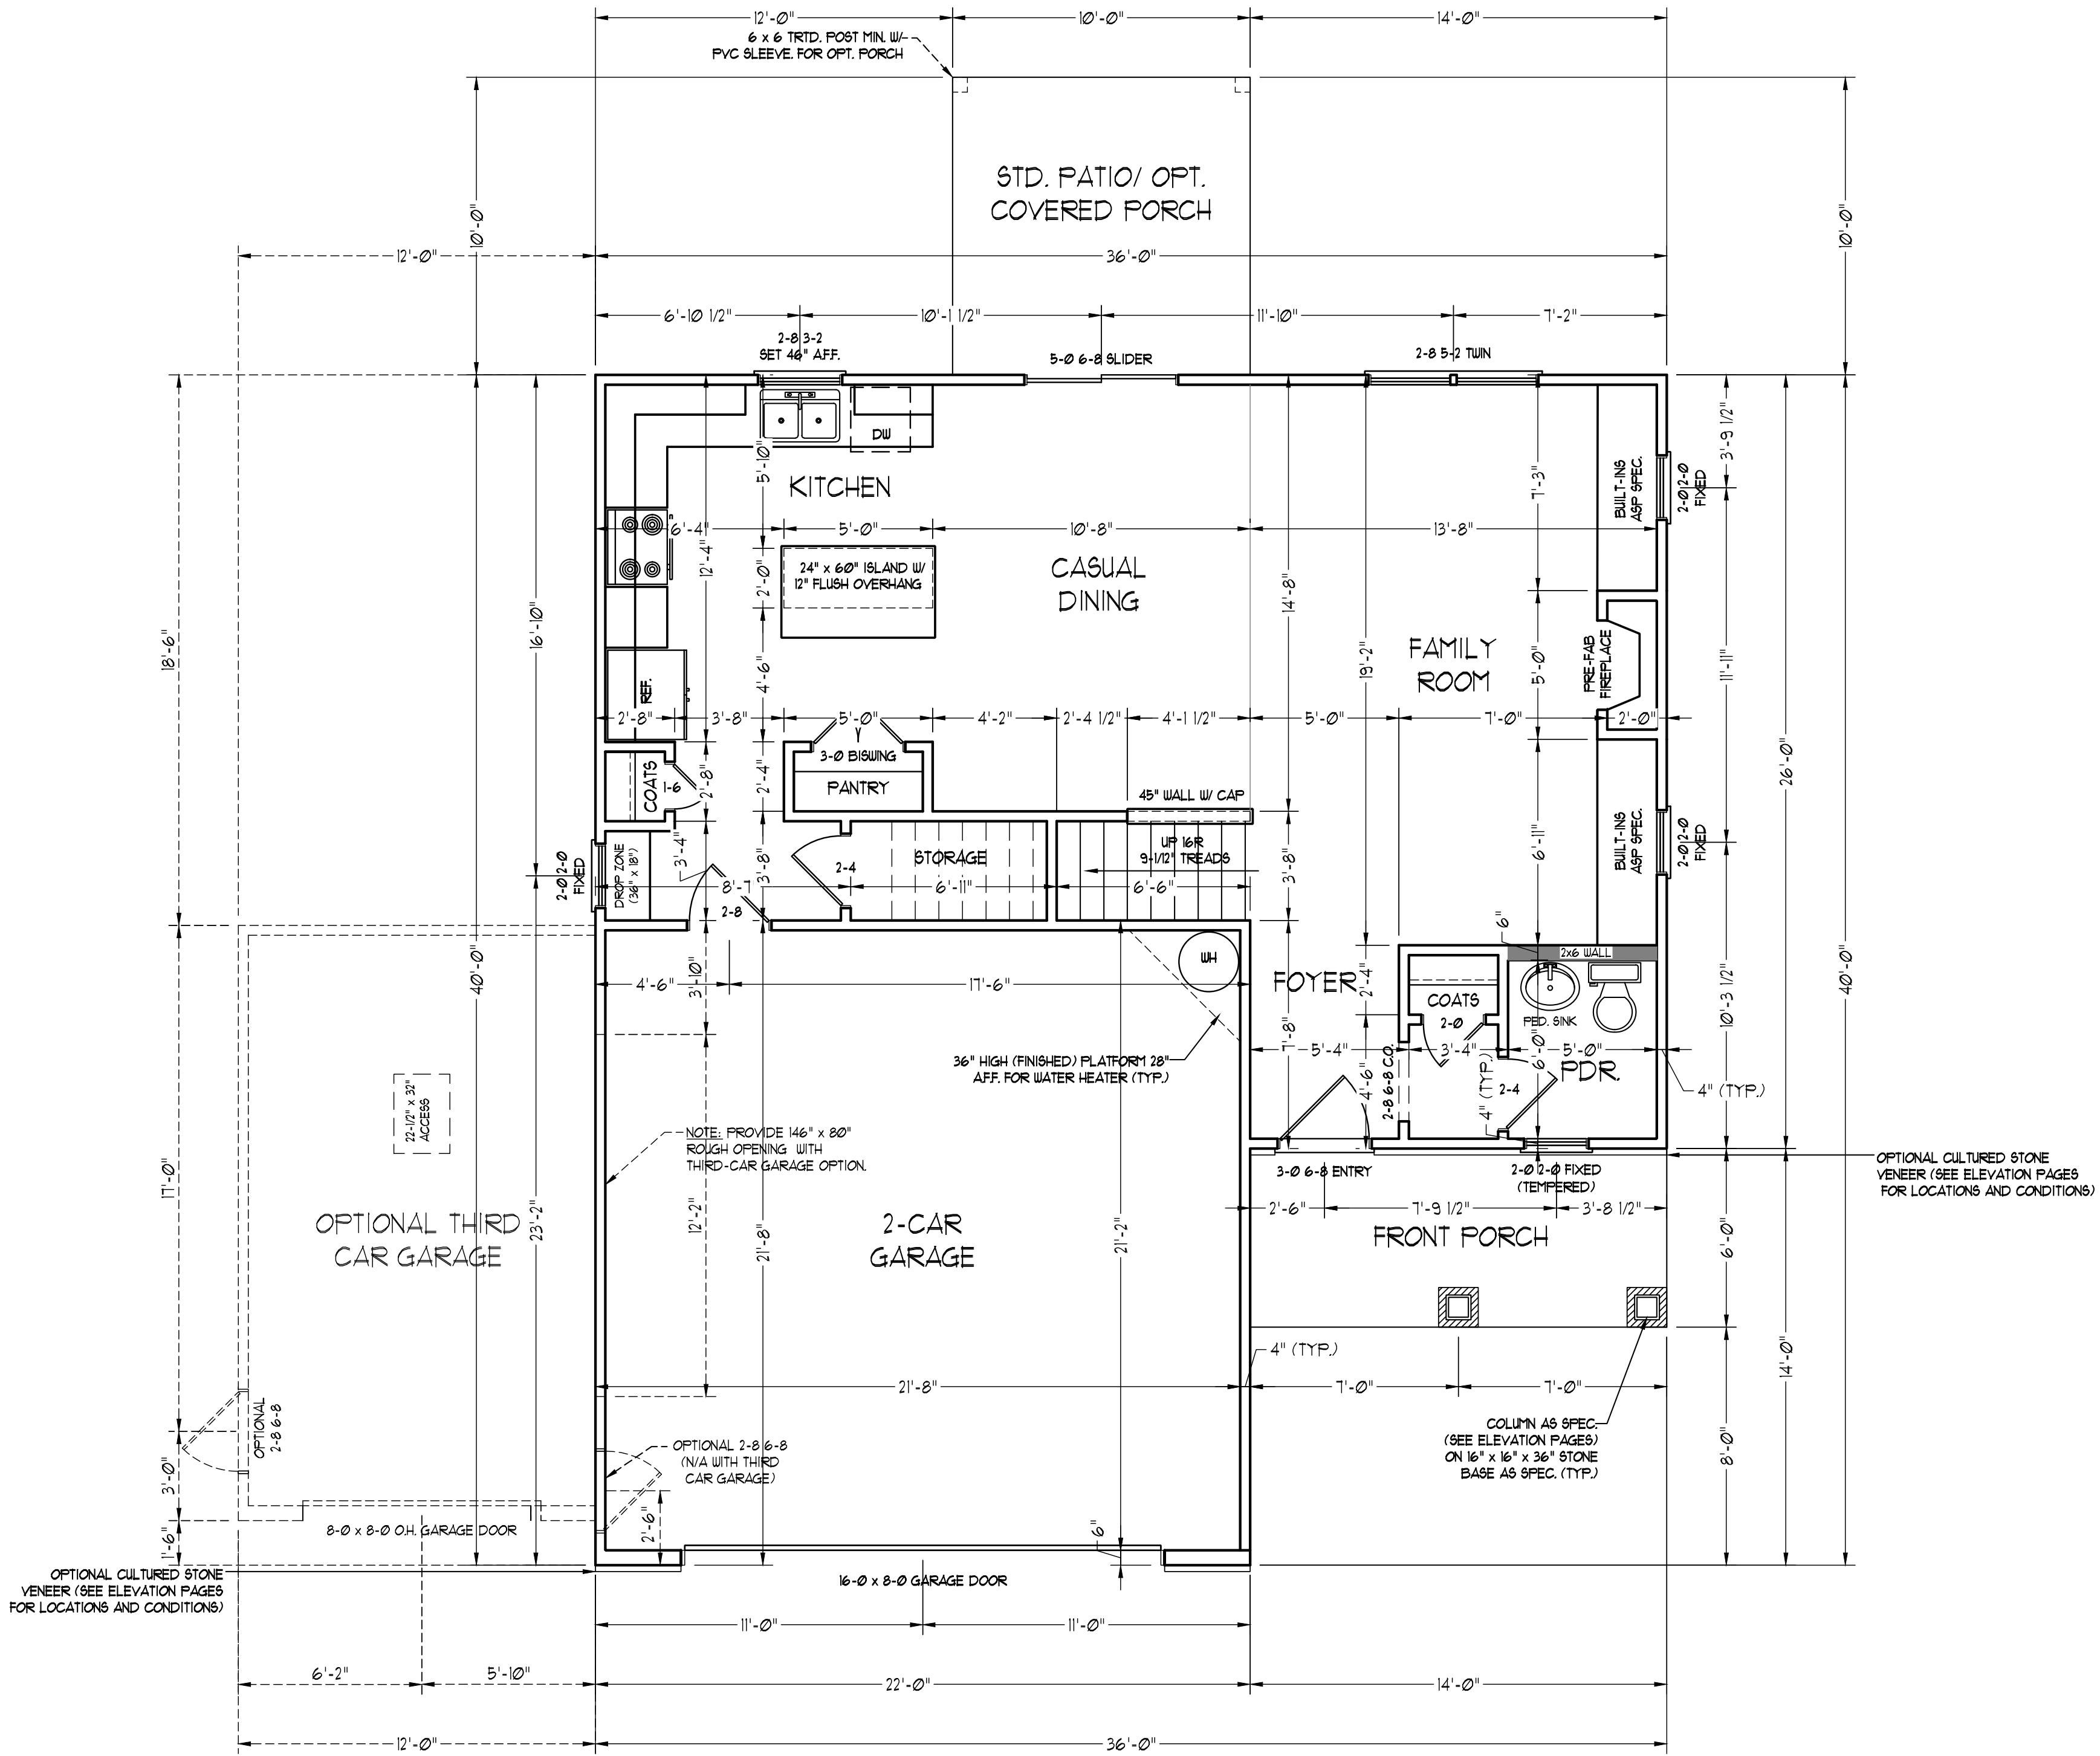 12'-0" 10'-0" 14'-0"
6 x 6 TRTD. POST MIN. W/
PVC SLEEVE. FOR OPT. PORCH
STD. PATIO/ OPT.
COVERED PORCH
10'-0"
10'-0"
12'-0" 36'-0"
6'-10 1/2" 10'-1 1/2" 11'-10" 7'-2"
2-8 3-2
SET 46" A.F.F.
5-0 6-8 SLIDER
2-8 5-2 TWIN
DW
KITCHEN
5'-10"
7'-3"
BUILT-INS
ASP SPEC.
2-0 2-0
FIXED
3'-9 1/2"
6'-4" 5'-0" 10'-8" 13'-8"
12'-4"
2'-0"
24" x 60" ISLAND W/
12" FLUSH OVERHANG
CASUAL
DINING
14'-8"
18'-6"
16'-10"
4'-6"
19'-2"
FAMILY
ROOM
5'-0"
PRE-FAB
FIREPLACE
11'-11"
REF.
26'-0"
2'-8" 3'-8" 5'-0" 4'-2" 2'-4 1/2" 4'-1 1/2" 5'-0" 7'-0" 2'-0"
3-0 BISWING
PANTRY
COATS
1-6
2'-8"
2'-4"
45" WALL W/ CAP
UP 16R
9-1/2" TREADS
STORAGE
2-4
3'-4"
3'-8"
3'-8"
6'-11"
BUILT-INS
ASP SPEC.
2-0 2-0
FIXED
2-0 2-0
FIXED
DROP ZONE
(36" x 18")
8'-7 6'-11" 6'-6"
2-8
6"
2x6 WALL
WH
40'-0"
3'-10"
4'-6" 17'-6"
FOYER
2'-4"
COATS
2-0
PED. SINK
10'-3 1/2"
40'-0"
7'-8"
5'-4" 3'-4" 5'-0"
6'-0"
PDR.
36" HIGH (FINISHED) PLATFORM 28"
A.F.F. FOR WATER HEATER (TYP.)
4'-6"
2-8 6-8 C.O.
4" (TYP.)
2-4
4" (TYP.)
22-1/2" x 32"
ACCESS
NOTE: PROVIDE 146" x 80"
ROUGH OPENING WITH
THIRD-CAR GARAGE OPTION.
3-0 6-8 ENTRY
2-0 2-0 FIXED
(TEMPERED)
OPTIONAL CULTURED STONE
VENEER (SEE ELEVATION PAGES
FOR LOCATIONS AND CONDITIONS)
17'-0"
23'-2"
12'-2"
21'-8"
21'-2"
2'-6" 7'-9 1/2" 3'-8 1/2"
OPTIONAL THIRD
CAR GARAGE
2-CAR
GARAGE
FRONT PORCH
6'-0"
4" (TYP.)
14'-0"
21'-8" 7'-0" 7'-0"
OPTIONAL
2-8 6-8
COLUMN AS SPEC.
(SEE ELEVATION PAGES)
ON 16" x 16" x 36" STONE
BASE AS SPEC. (TYP.)
8'-0"
3'-0"
OPTIONAL 2-8 6-8
(N/A WITH THIRD
CAR GARAGE)
2'-6"
6"
1'-6"
8-0 x 8-0 O.H. GARAGE DOOR
OPTIONAL CULTURED STONE
VENEER (SEE ELEVATION PAGES
FOR LOCATIONS AND CONDITIONS)
16-0 x 8-0 GARAGE DOOR
11'-0" 11'-0"
6'-2" 5'-10" 22'-0" 14'-0"
12'-0" 36'-0"